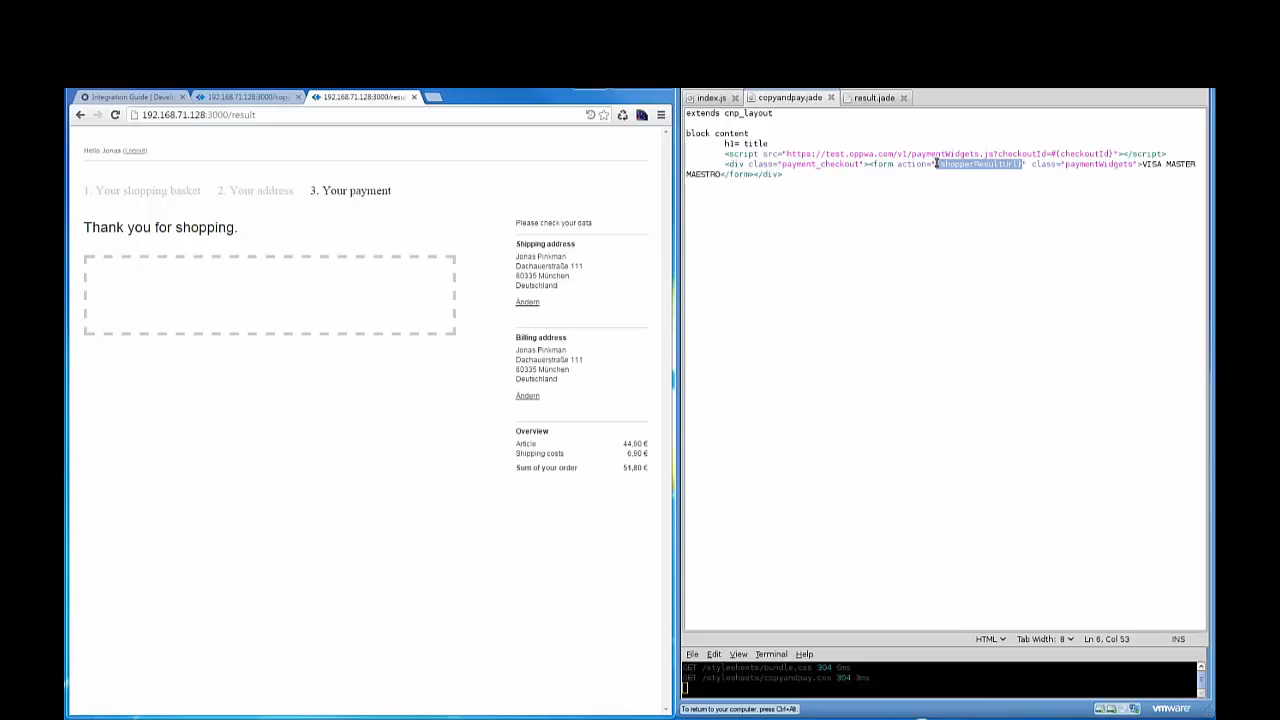 Integration Guide | Devel
192.168.71.128:3000/cop
192.168.71.128:3000/resul
192.168.71.128:3000/result
Hello Jonas (Logout)
1. Your shopping basket 2. Your address 3. Your payment
Thank you for shopping.
Please check your data
Shipping address
Jonas Pinkman
Dachauerstraße 111
80335 München
Deutschland
Ändern
Billing address
Jonas Pinkman
Dachauerstraße 111
80335 München
Deutschland
Ändern
Overview
Article 44,90 €
Shipping costs 6,90 €
Sum of your order 51,80 €
index.js copyandpay.jade result.jade
extends cnp_layout
block content
h1= title
<script src="https://test.oppwa.com/v1/paymentWidgets.js?checkoutId=#{checkoutId}"></script>
<div class="payment_checkout"><form action="{shopperResultUrl}" class="paymentWidgets">VISA MASTER
MAESTRO</form></div>
HTML Tab Width: 8 Ln 6, Col 53 INS
File Edit View Terminal Help
GET /stylesheets/bundle.css 304 6ms
GET /stylesheets/copyandpay.css 304 3ms
To return to your computer, press Ctrl+Alt.
vmware